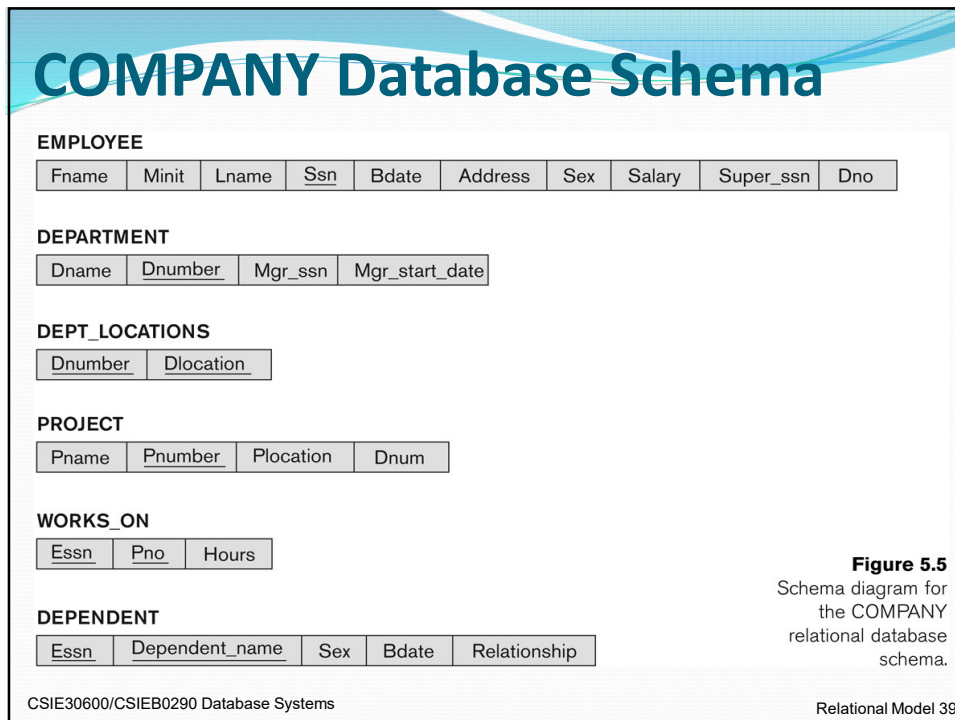 COMPANY Database Schema
EMPLOYEE
Fname Minit Lname Ssn Bdate Address Sex Salary Super_ssn Dno
DEPARTMENT
Dname Dnumber Mgr_ssn Mgr_start_date
DEPT_LOCATIONS
Dnumber Dlocation
PROJECT
Pname Pnumber Plocation Dnum
WORKS_ON
Essn Pno Hours
DEPENDENT
Essn Dependent_name Sex Bdate Relationship
Figure 5.5
Schema diagram for
the COMPANY
relational database
schema.
CSIE30600/CSIEB0290 Database Systems
Relational Model 39